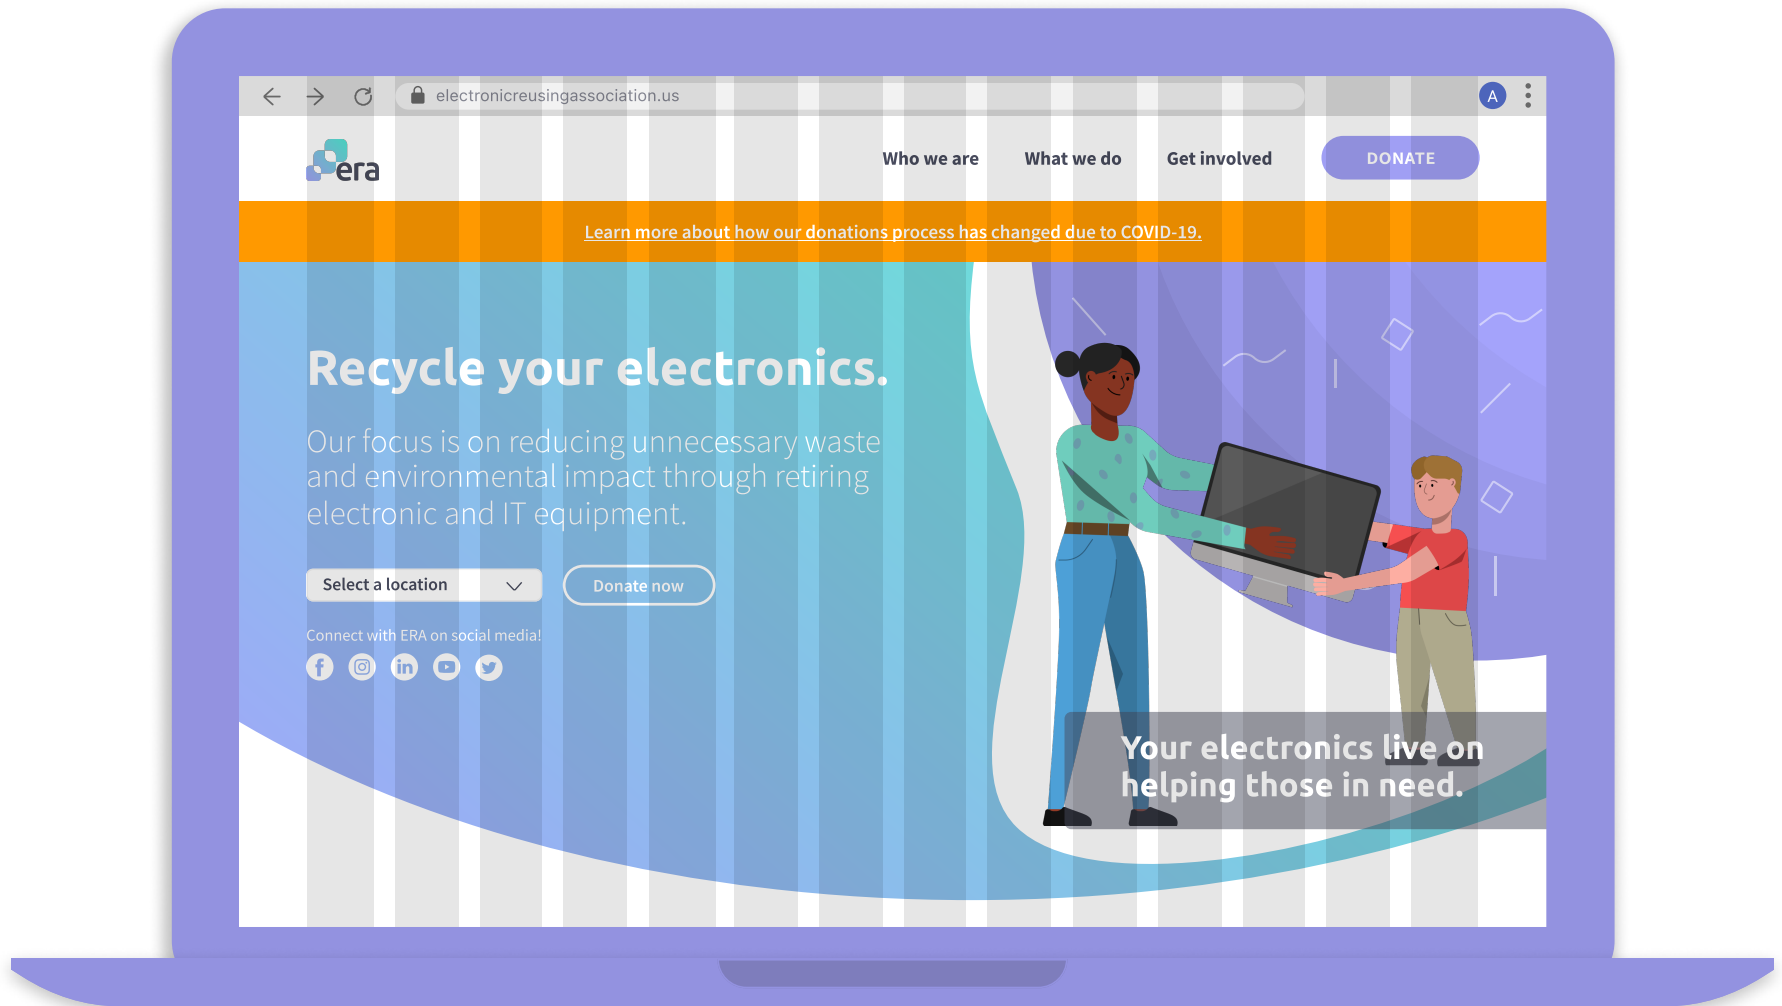 electronicreusingassociation.us
A
era
Who we are
What we do
Get involved
DONATE
Learn more about how our donations process has changed due to COVID-19.
Recycle your electronics.
Our focus is on reducing unnecessary waste
and environmental impact through retiring
electronic and IT equipment.
Select a location
Donate now
Connect with ERA on social media!
Your electronics live on
helping those in need.